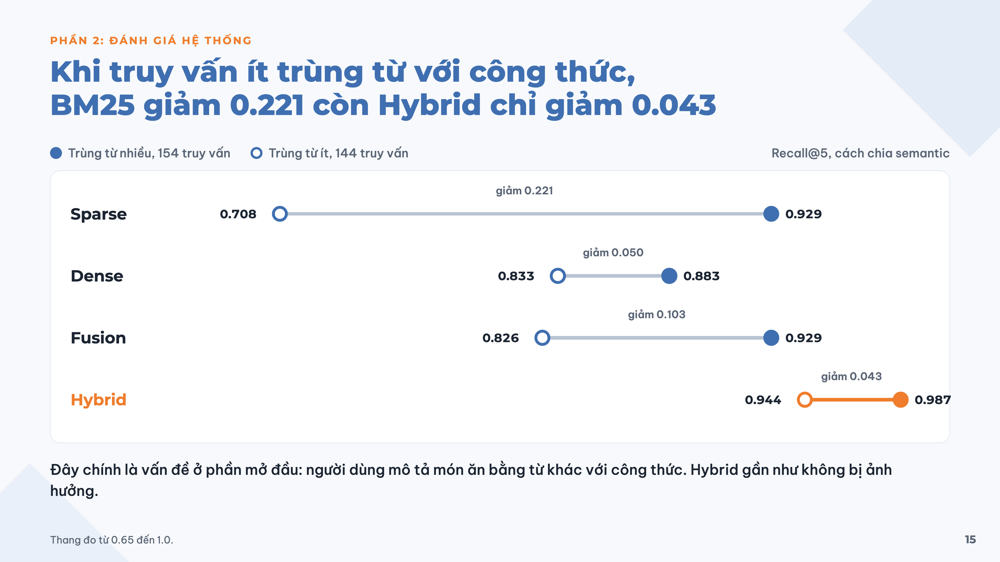 PHẦN 2: ĐÁNH GIÁ HỆ THỐNG
Khi truy vấn ít trùng từ với công thức,
BM25 giảm 0.221 còn Hybrid chỉ giảm 0.043
Trùng từ nhiều, 154 truy vấn
Trùng từ ít, 144 truy vấn
Recall@5, cách chia semantic
giảm 0.221
Sparse
0.708
0.929
giảm 0.050
Dense
0.833
0.883
giảm 0.103
Fusion
0.826
0.929
giảm 0.043
Hybrid
0.944
0.987
Đây chính là vấn đề ở phần mở đầu: người dùng mô tả món ăn bằng từ khác với công thức. Hybrid gần như không bị ảnh
hưởng.
Thang đo từ 0.65 đến 1.0.
15